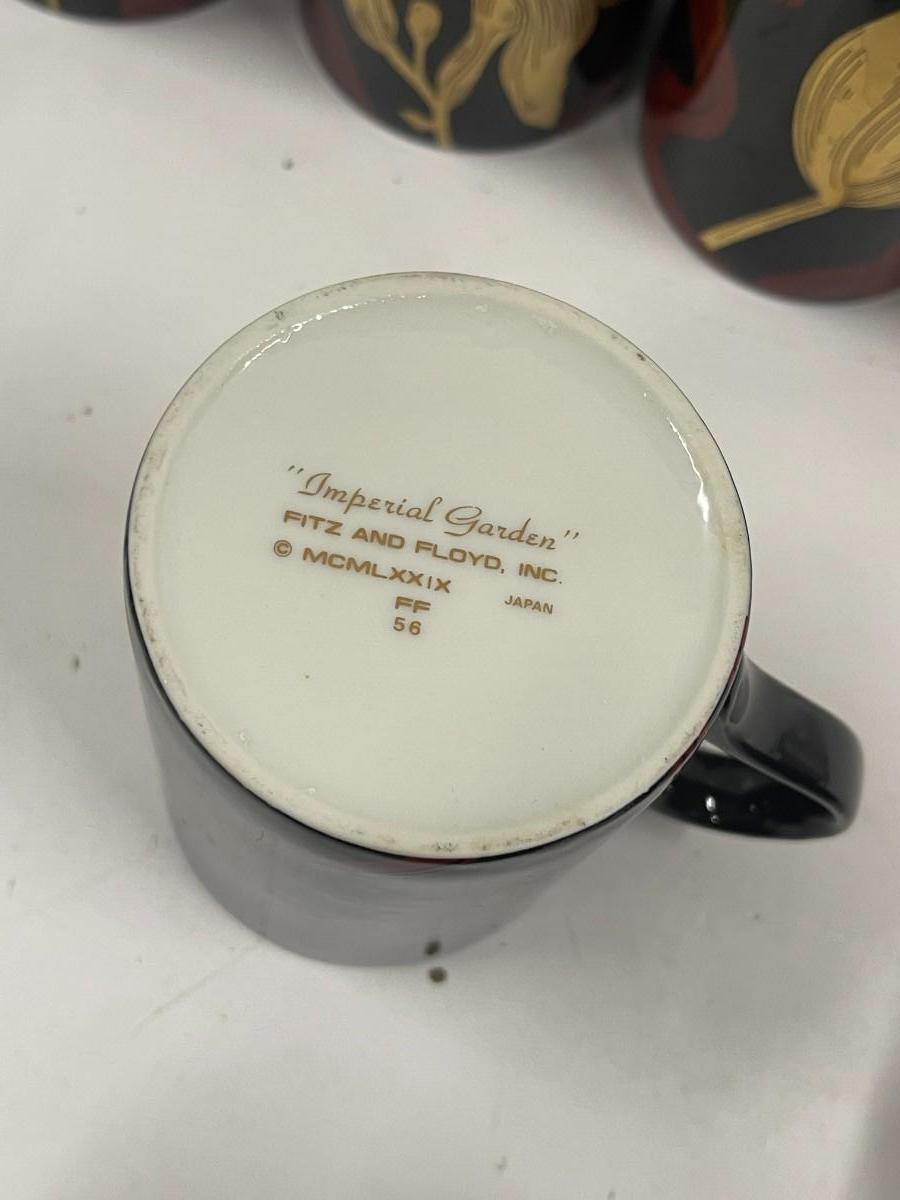 "Imperial Garden"
FITZ AND FLOYD, INC.
© MCMLXXIX
JAPAN
FF
56